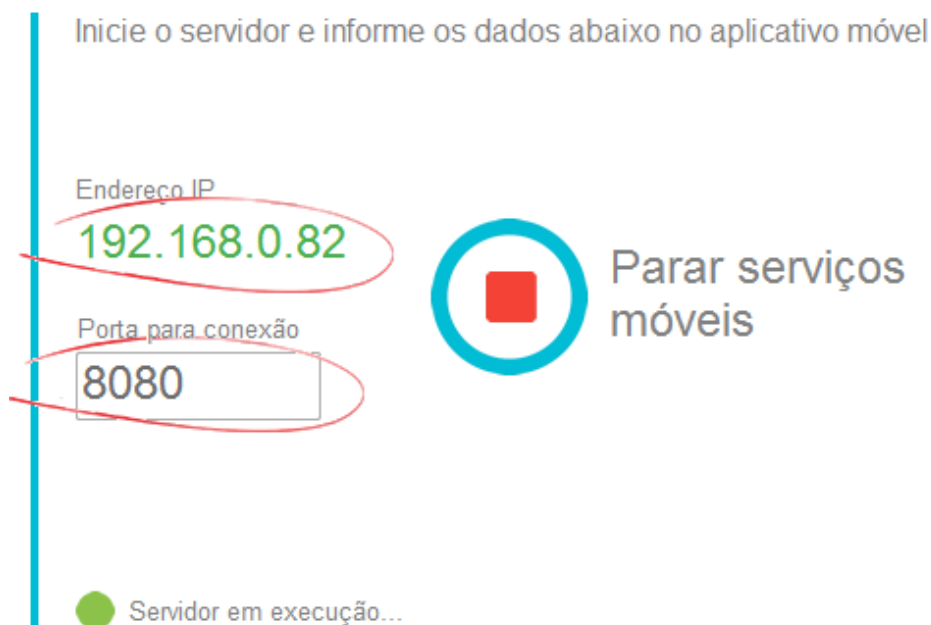 Inicie o servidor e informe os dados abaixo no aplicativo móvel
Endereço IP
192.168.0.82
Porta para conexão
8080
Parar serviços
móveis
Servidor em execução...